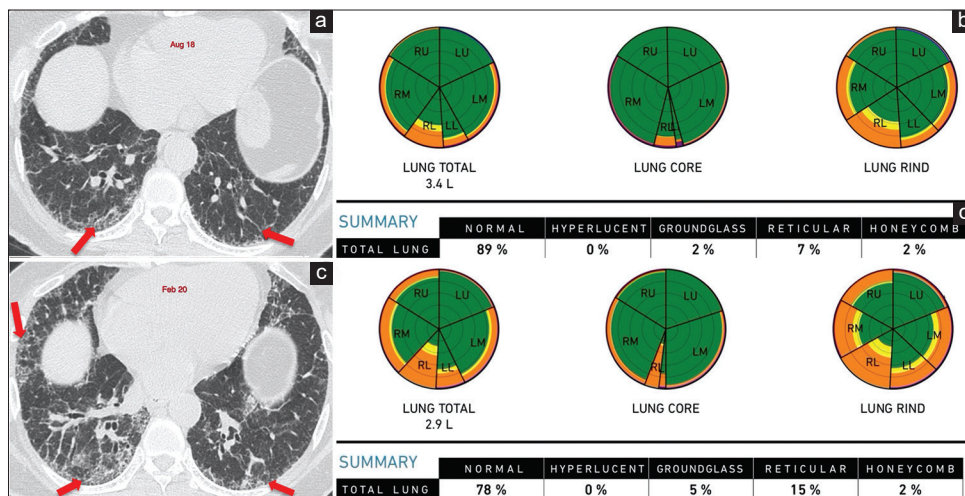 a
Aug 18
b
RU LU
RM LM
RL LL
RU LU
RM LM
RL
RU LU
RM LM
RL LL
LUNG TOTAL
3.4 L
LUNG CORE
LUNG RIND
SUMMARY
NORMAL HYPERLUCENT GROUNDGLASS RETICULAR HONEYCOMB
TOTAL LUNG 89 % 0 % 2 % 7 % 2 %
c
Feb 20
RU LU
RM LM
RL LL
RU LU
RM LM
RL
RU LU
RM LM
RL LL
LUNG TOTAL
2.9 L
LUNG CORE
LUNG RIND
SUMMARY
NORMAL HYPERLUCENT GROUNDGLASS RETICULAR HONEYCOMB
TOTAL LUNG 78 % 0 % 5 % 15 % 2 %